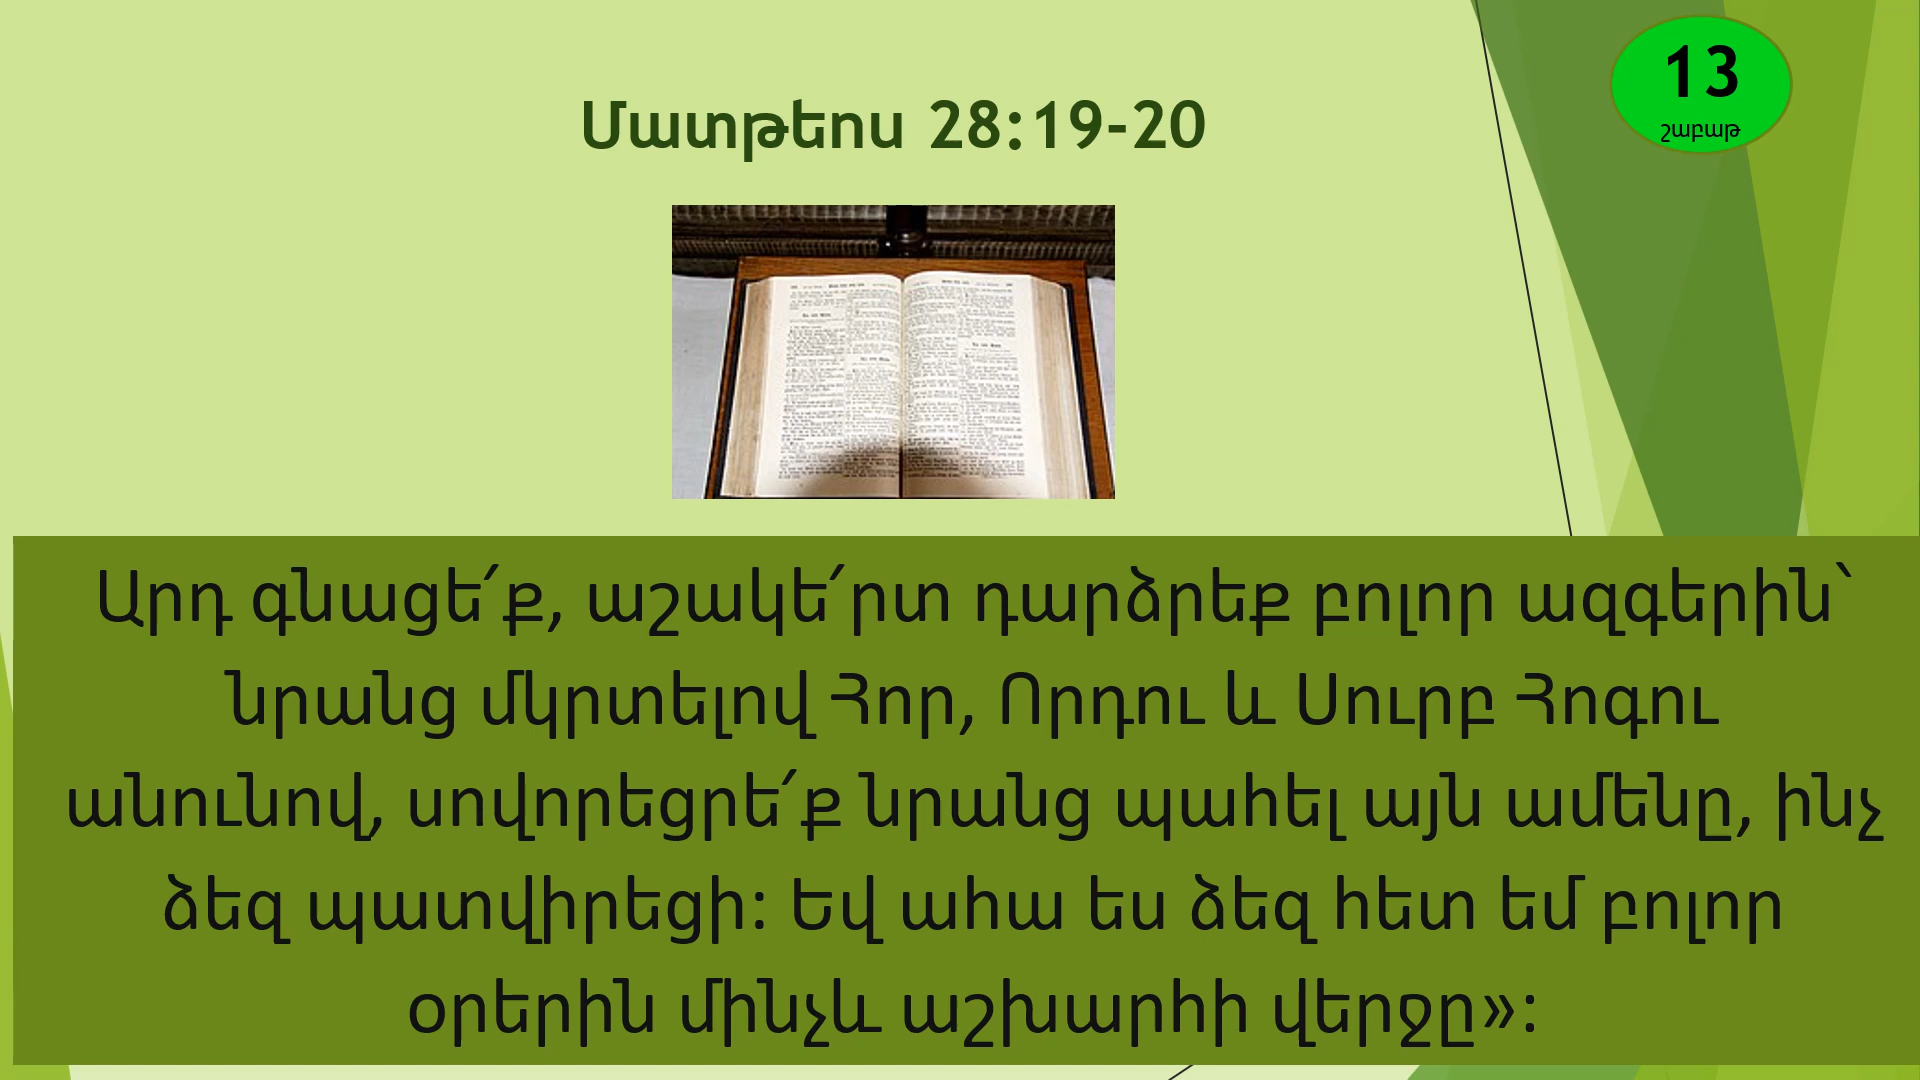 13
շաբաթ
Մատթեոս 28:19-20
Արդ գնացե՛ք, աշակե՛րտ դարձրեք բոլոր ազգերին՝
նրանց մկրտելով Հոր, Որդու և Սուրբ Հոգու
անունով, սովորեցրե՛ք նրանց պահել այն ամենը, ինչ
ձեզ պատվիրեցի: Եվ ահա ես ձեզ հետ եմ բոլոր
օրերին մինչև աշխարհի վերջը»: